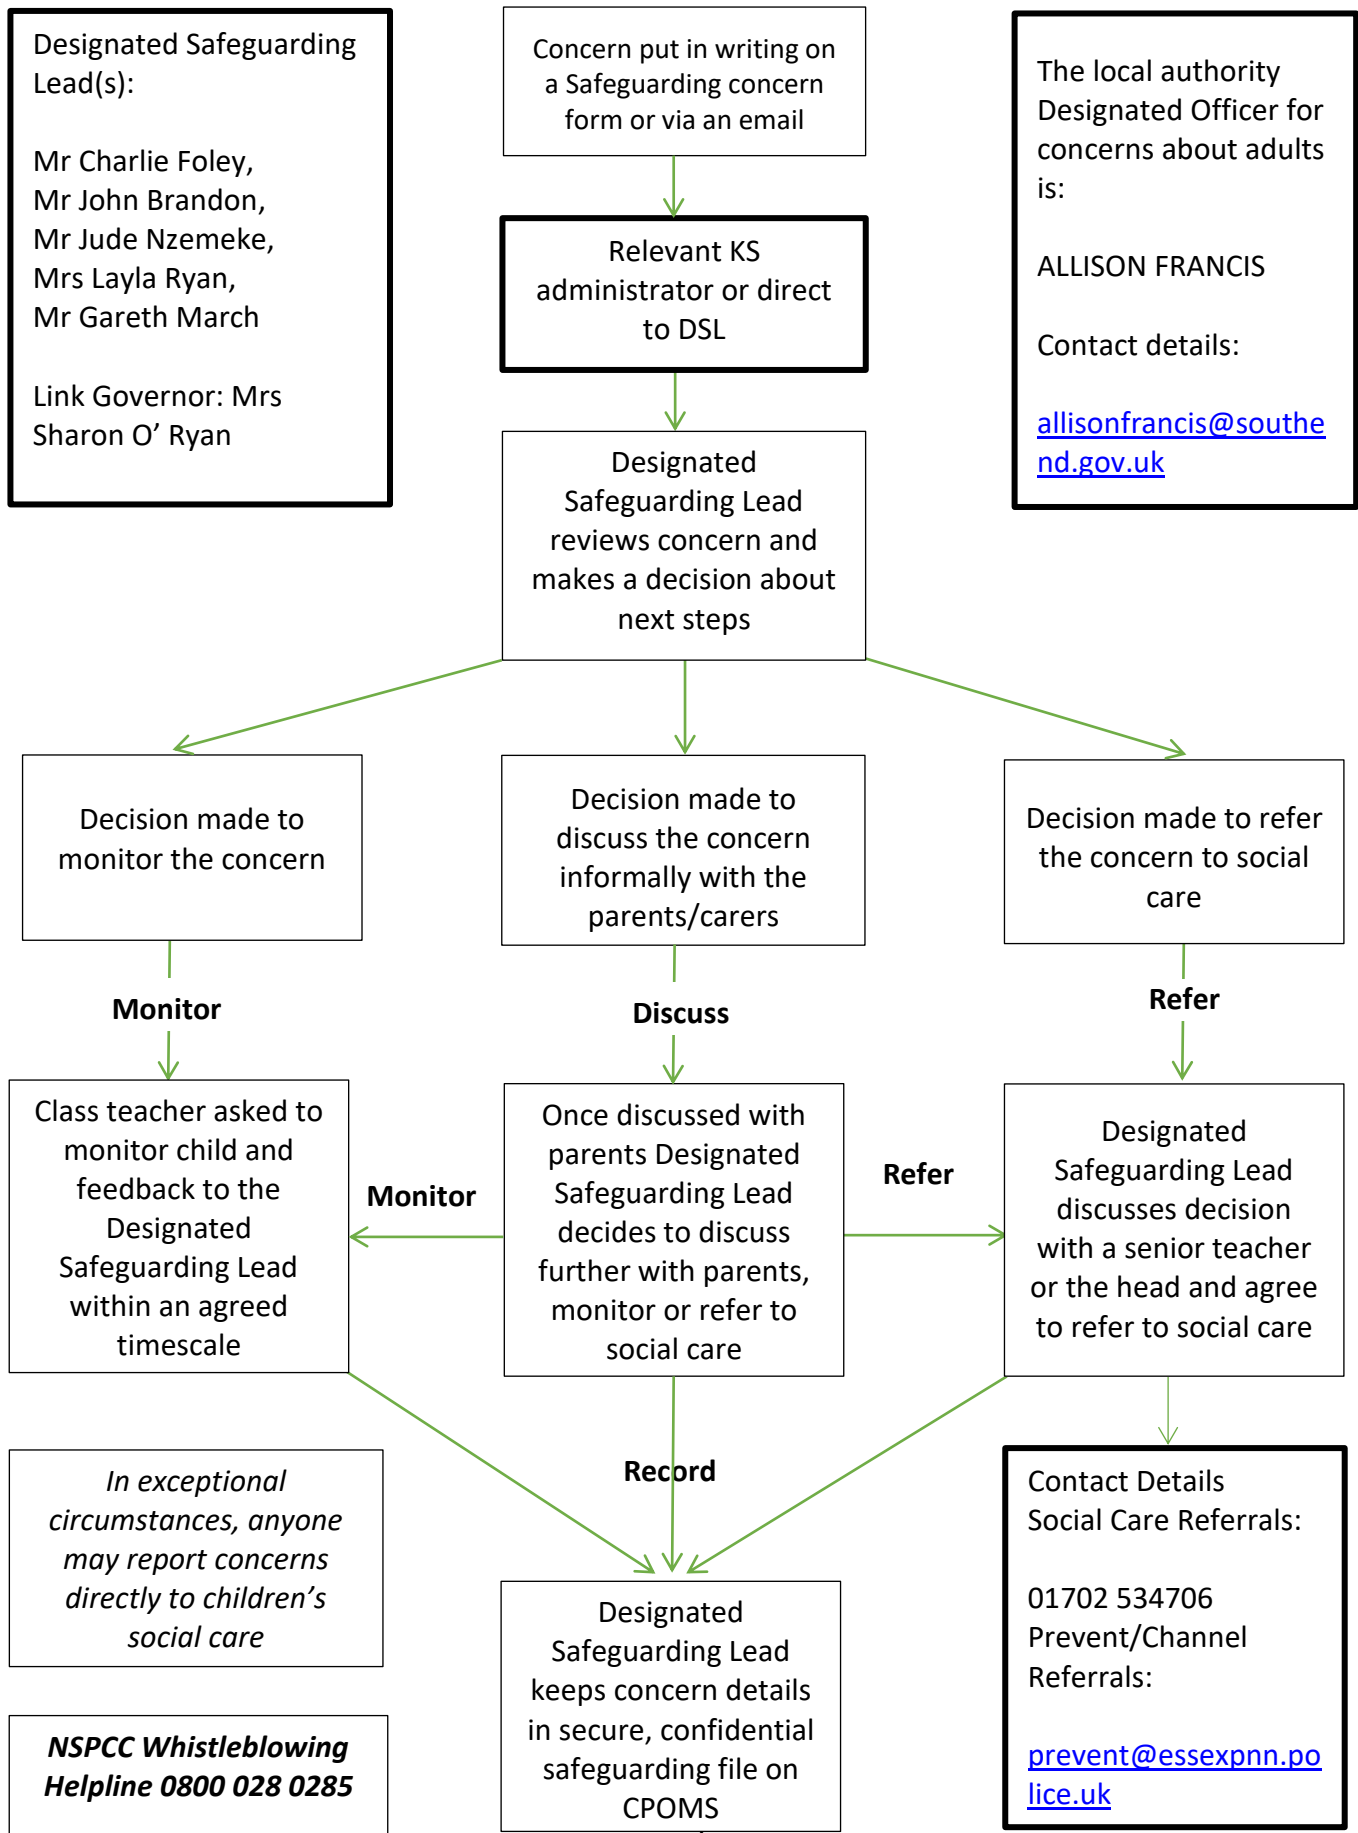 Designated Safeguarding
Lead(s):
Mr Charlie Foley,
Mr John Brandon,
Mr Jude Nzemeke,
Mrs Layla Ryan,
Mr Gareth March
Link Governor: Mrs
Sharon O’ Ryan
Concern put in writing on
a Safeguarding concern
form or via an email
The local authority
Designated Officer for
concerns about adults
is:
ALLISON FRANCIS
Contact details:
allisonfrancis@southe
nd.gov.uk
Relevant KS
administrator or direct
to DSL
Designated
Safeguarding Lead
reviews concern and
makes a decision about
next steps
Decision made to
monitor the concern
Decision made to
discuss the concern
informally with the
parents/carers
Decision made to refer
the concern to social
care
Monitor
Discuss
Refer
Class teacher asked to
monitor child and
feedback to the
Designated
Safeguarding Lead
within an agreed
timescale
Monitor
Once discussed with
parents Designated
Safeguarding Lead
decides to discuss
further with parents,
monitor or refer to
social care
Refer
Designated
Safeguarding Lead
discusses decision
with a senior teacher
or the head and agree
to refer to social care
In exceptional
circumstances, anyone
may report concerns
directly to children’s
social care
Record
Contact Details
Social Care Referrals:
01702 534706
Prevent/Channel
Referrals:
prevent@essexpnn.po
lice.uk
NSPCC Whistleblowing
Helpline 0800 028 0285
Designated
Safeguarding Lead
keeps concern details
in secure, confidential
safeguarding file on
CPOMS